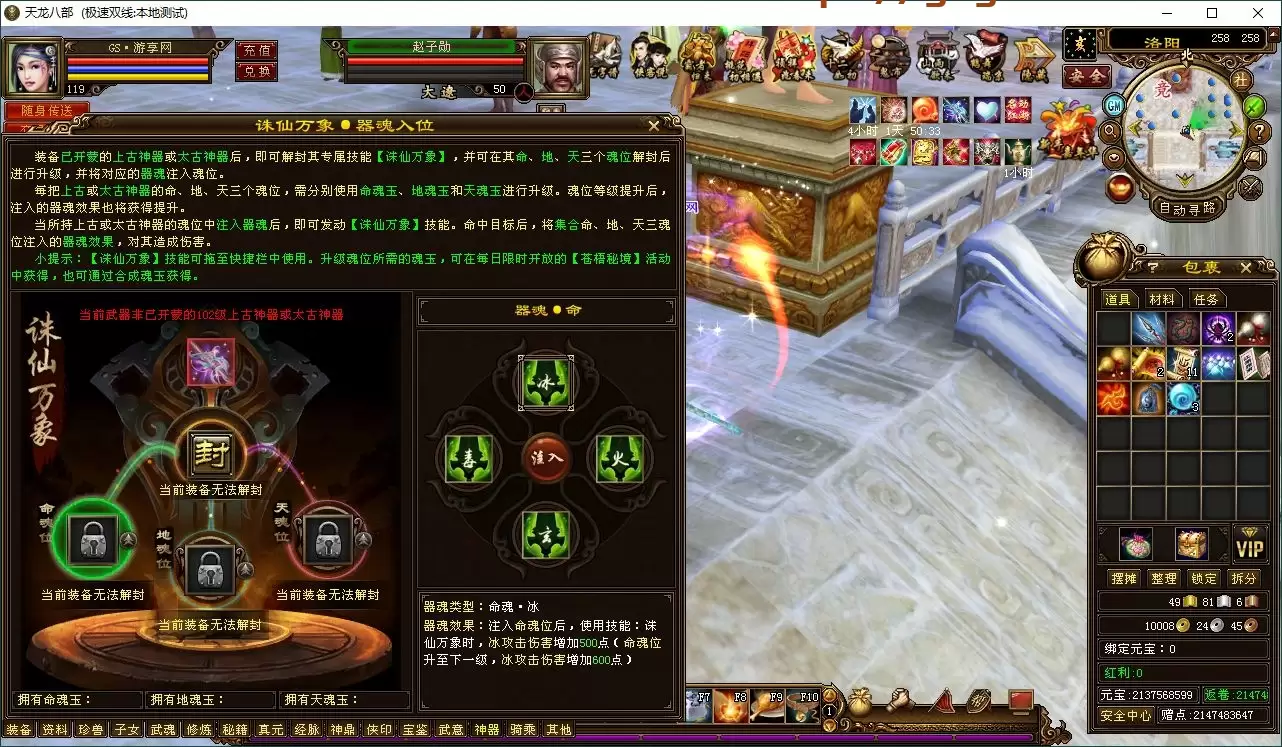 天龙八部 (极速双线:本地测试)
GS·游享网
119
充值
兑换
赵子勋
大遼
50
随身传送
诛仙万象●器魂入位
装备已开蒙的上古神器或太古神器后，即可解封其专属技能【诛仙万象】，并可在其命、地、天三个魂位解封后
进行升级，并将对应的器魂注入魂位。
每把上古或太古神器的命、地、天三个魂位，需分别使用命魂玉、地魂玉和天魂玉进行升级。魂位等级提升后，
注入的器魂效果也将获得提升。
当所持上古或太古神器的魂位中注入器魂后，即可发动【诛仙万象】技能。命中目标后，将集合命、地、天三魂
位注入的器魂效果，对其造成伤害。
小提示：【诛仙万象】技能可拖至快捷栏中使用。升级魂位所需的魂玉，可在每日限时开放的【苍梧秘境】活动
中获得，也可通过合成魂玉获得。
诛仙万象
当前武器非已开蒙的102级上古神器或太古神器
封
当前装备无法解封
命魂位
地魂位
天魂位
当前装备无法解封
当前装备无法解封
当前装备无法解封
拥有命魂玉：
拥有地魂玉：
拥有天魂玉：
器魂●命
冰
毒
注入
火
玄
器魂类型：命魂·冰
器魂效果：注入命魂位后，使用技能：诛
仙万象时，冰攻击伤害增加500点（命魂位
升至下一级，冰攻击伤害增加600点）
装备 资料 珍兽 子女 武魂 修炼 秘籍 真元 经脉 神鼎 侠印 宝鉴 武意 神器 骑乘 其他
网
4小时 1天 50:33
1小时
洛阳
258 258
北
安全
GM
社
竞
自动寻路
? 包裹
道具 材料 任务
2
2
11
3
VIP
摆摊 整理 锁定 拆分
49 81 6
10008 24 45
绑定元宝：0
红利:0
元宝:2137568599
返卷:21474
安全中心
赠点:2147483647
F7 F8 F9 F10
1